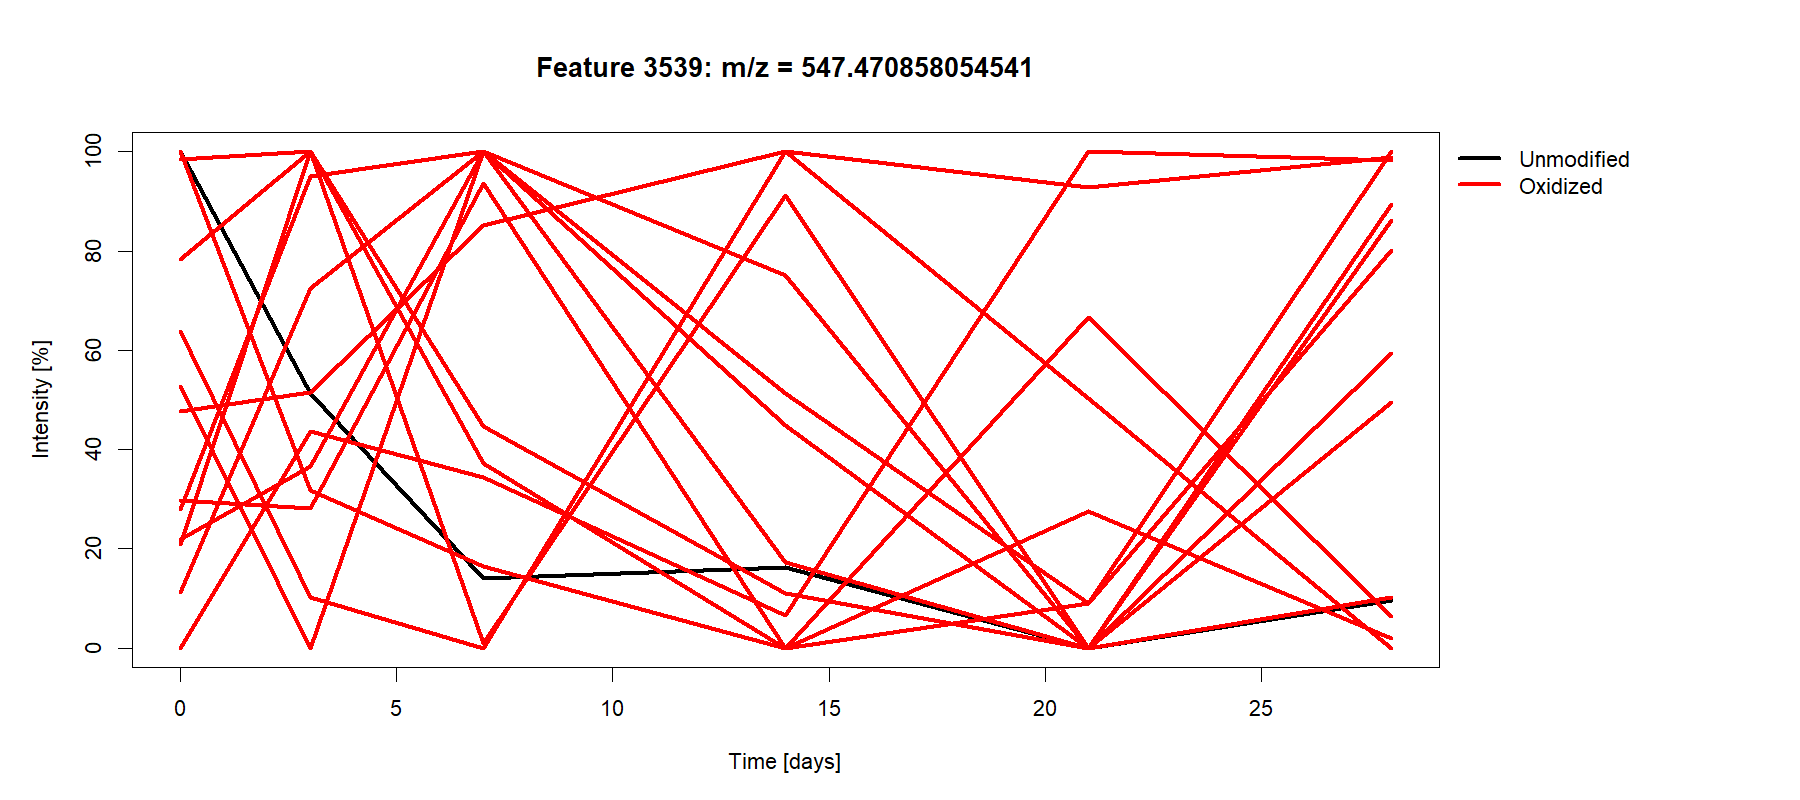 Feature 3539: m/z = 547.470858054541
Unmodified
Oxidized
Intensity [%]
100
80
60
40
20
0
0 5 10 15 20 25
Time [days]